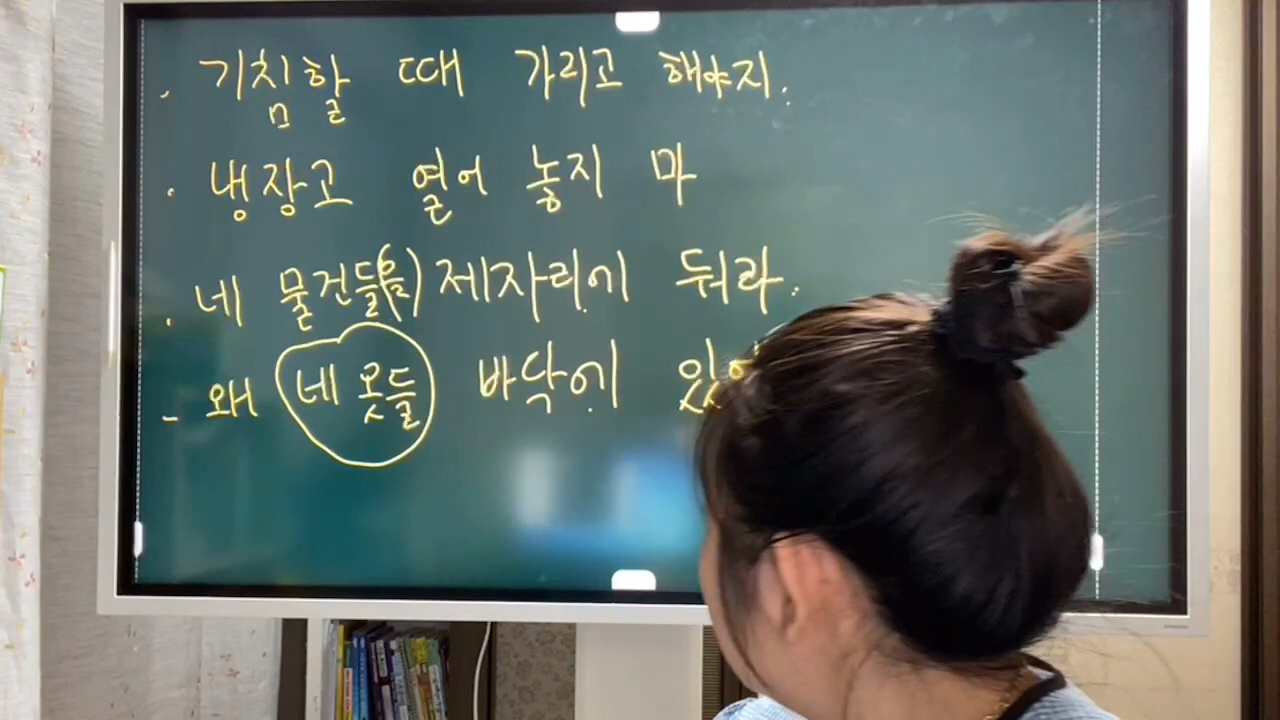 . 기침할 때 가리고 해야지.
. 냉장고 열어 놓지 마
. 네 물건들(을) 제자리에 둬라.
- 왜 네 옷들 바닥에